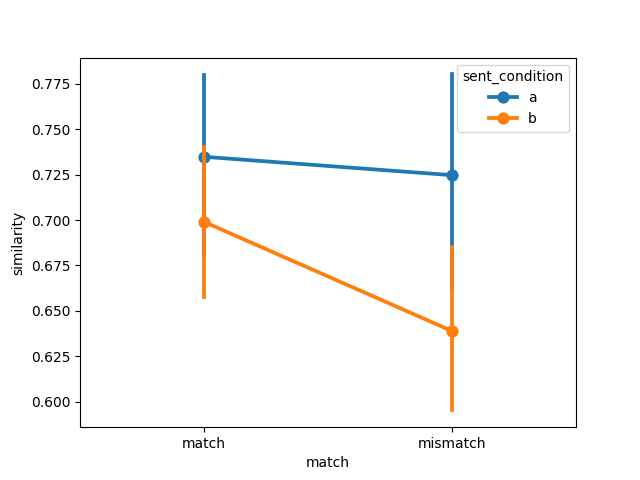 sent_condition
a
b
0.775
0.750
0.725
0.700
0.675
0.650
0.625
0.600
similarity
match mismatch
match